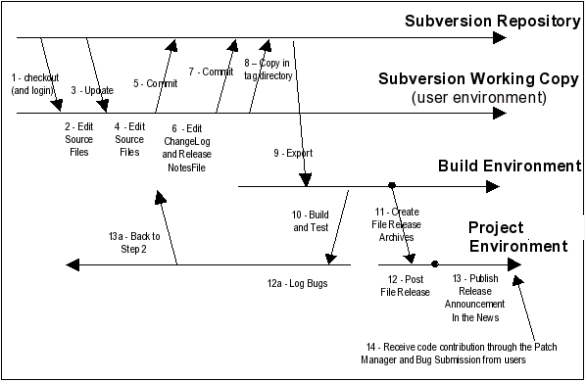 Subversion Repository
1 - checkout
(and login)
3 - Update
5 - Commit
7 - Commit
8 – Copy in
tag directory
Subversion Working Copy
(user environment)
2 - Edit
Source
Files
4 - Edit
Source
Files
6 - Edit
ChangeLog
and Release
NotesFile
9 - Export
Build Environment
10 - Build
and Test
11 - Create
File Release
Archives
Project
Environment
13a - Back to
Step 2
12a - Log Bugs
12 - Post
File Release
13 - Publish
Release
Announcement
In the News
14 - Receive code contribution through the Patch
Manager and Bug Submission from users